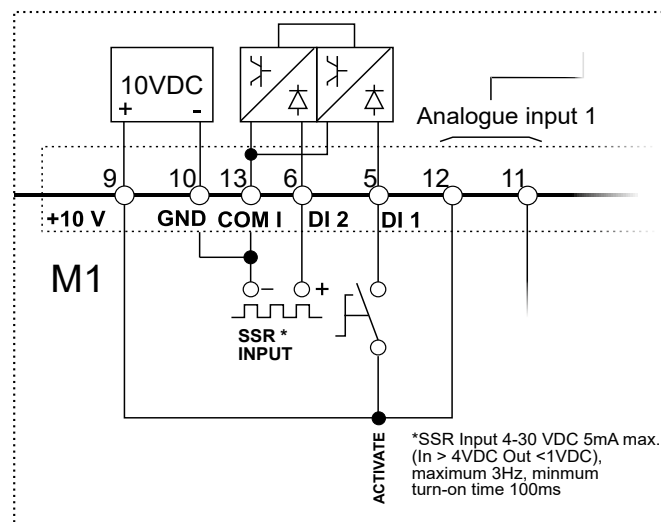 10VDC
+ -
Analogue input 1
9 10 13 6 5 12 11
+10 V GND COM I DI 2 DI 1
M1
– +
SSR *
INPUT
ACTIVATE
*SSR Input 4-30 VDC 5mA max.
(In > 4VDC Out <1VDC),
maximum 3Hz, minmum
turn-on time 100ms